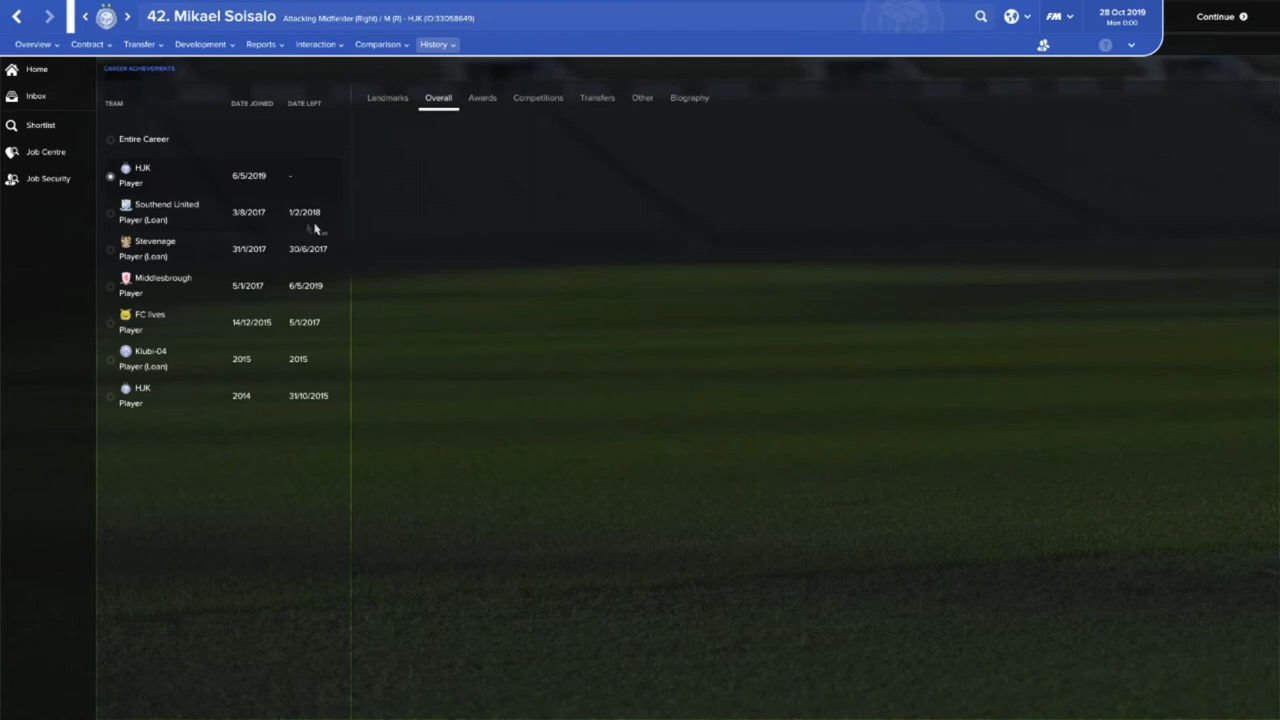 42. Mikael Soisalo Attacking Midfielder (Right) / M (R) - HJK (ID:33058649)
FM
28 Oct 2019
Mon 0:00
Continue
Overview Contract Transfer Development Reports Interaction Comparison History
Home
Inbox
Shortlist
Job Centre
Job Security
CAREER ACHIEVEMENTS
TEAM DATE JOINED DATE LEFT
Landmarks Overall Awards Competitions Transfers Other Biography
Entire Career
HJK
Player
6/5/2019 -
Southend United
Player (Loan)
3/8/2017 1/2/2018
Stevenage
Player (Loan)
31/1/2017 30/6/2017
Middlesbrough
Player
5/1/2017 6/5/2019
FC Ilves
Player
14/12/2015 5/1/2017
Klubi-04
Player (Loan)
2015 2015
HJK
Player
2014 31/10/2015